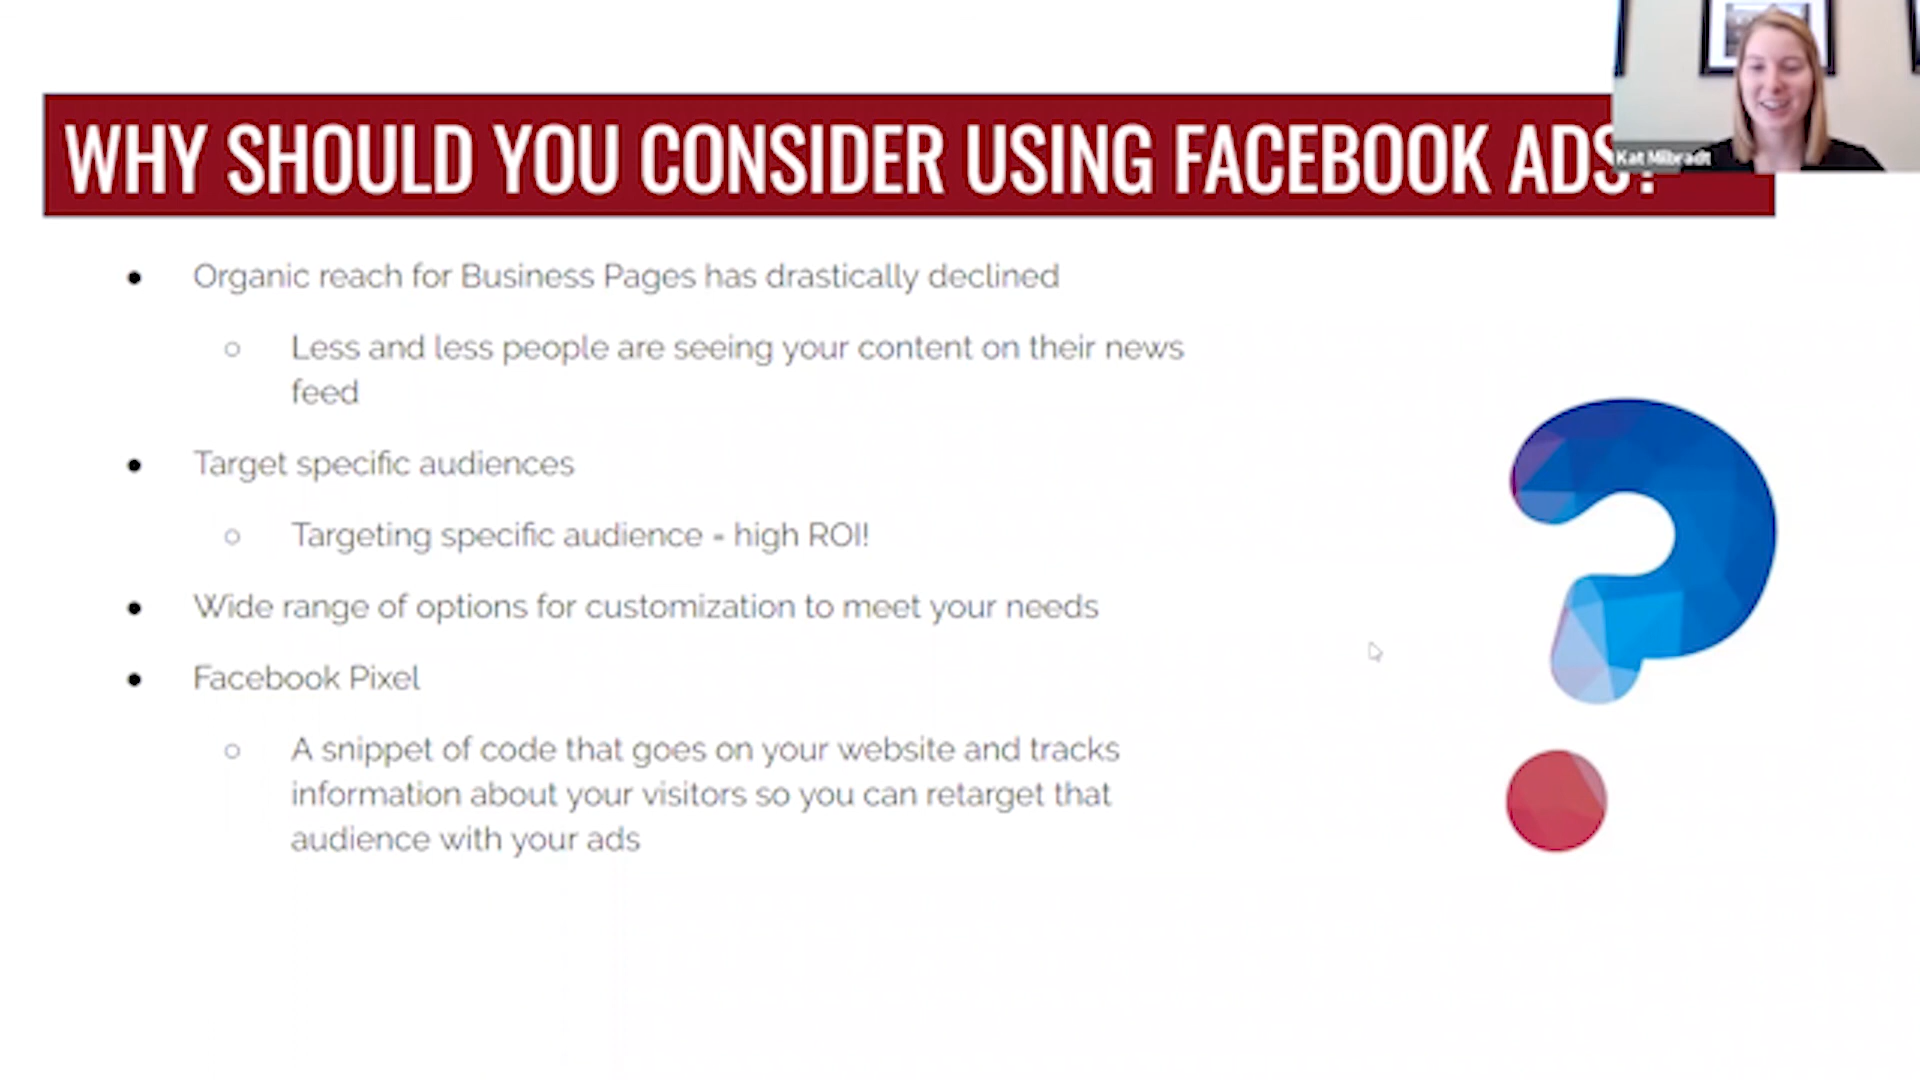 WHY SHOULD YOU CONSIDER USING FACEBOOK ADS?
Kat Milbradt
● Organic reach for Business Pages has drastically declined
○ Less and less people are seeing your content on their news
feed
● Target specific audiences
○ Targeting specific audience = high ROI!
● Wide range of options for customization to meet your needs
● Facebook Pixel
○ A snippet of code that goes on your website and tracks
information about your visitors so you can retarget that
audience with your ads